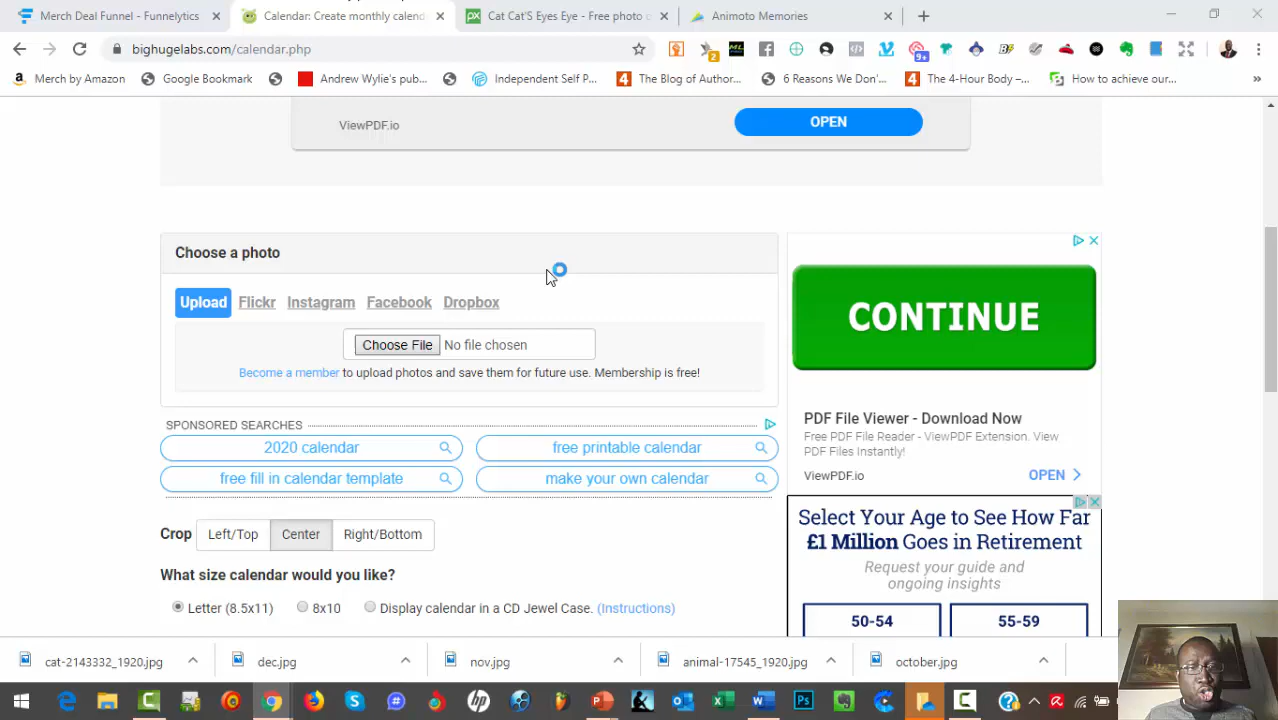 Merch Deal Funnel - Funnelytics
Calendar: Create monthly calend
Cat Cat'S Eyes Eye - Free photo o
Animoto Memories
bighugelabs.com/calendar.php
2
9+
Merch by Amazon
Google Bookmark
Andrew Wylie's pub...
Independent Self P...
The Blog of Author...
6 Reasons We Don'...
The 4-Hour Body –...
How to achieve our...
»
ViewPDF.io
OPEN
Choose a photo
Upload Flickr Instagram Facebook Dropbox
Choose File No file chosen
Become a member to upload photos and save them for future use. Membership is free!
SPONSORED SEARCHES
2020 calendar
free printable calendar
free fill in calendar template
make your own calendar
Crop Left/Top Center Right/Bottom
What size calendar would you like?
Letter (8.5x11) 8x10 Display calendar in a CD Jewel Case. (Instructions)
CONTINUE
PDF File Viewer - Download Now
Free PDF File Reader - ViewPDF Extension. View
PDF Files Instantly!
ViewPDF.io
OPEN
Select Your Age to See How Far
£1 Million Goes in Retirement
Request your guide and
ongoing insights
50-54
55-59
cat-2143332_1920.jpg
dec.jpg
nov.jpg
animal-17545_1920.jpg
october.jpg